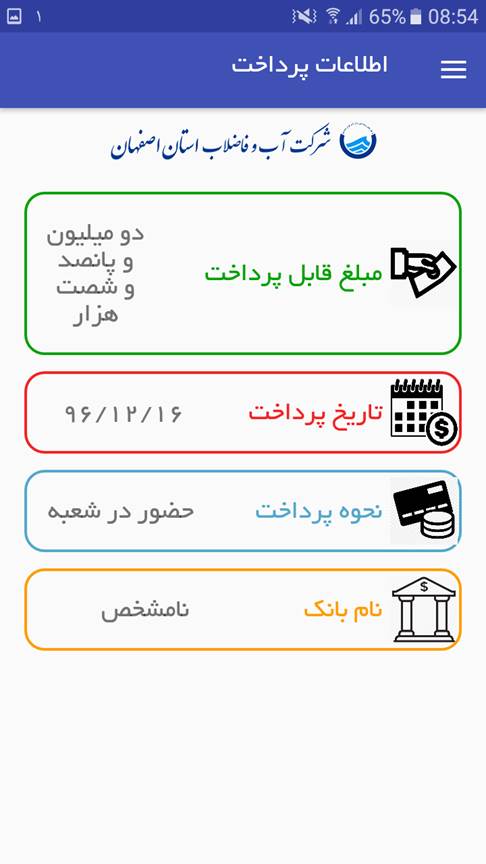 ۱ 65% 08:54
اطلاعات پرداخت
شرکت آب و فاضلاب استان اصفهان
مبلغ قابل پرداخت
دو میلیون
و پانصد
و شصت
هزار
تاریخ پرداخت
۹۶/۱۲/۱۶
$
نحوه پرداخت
حضور در شعبه
نام بانک
نامشخص
$